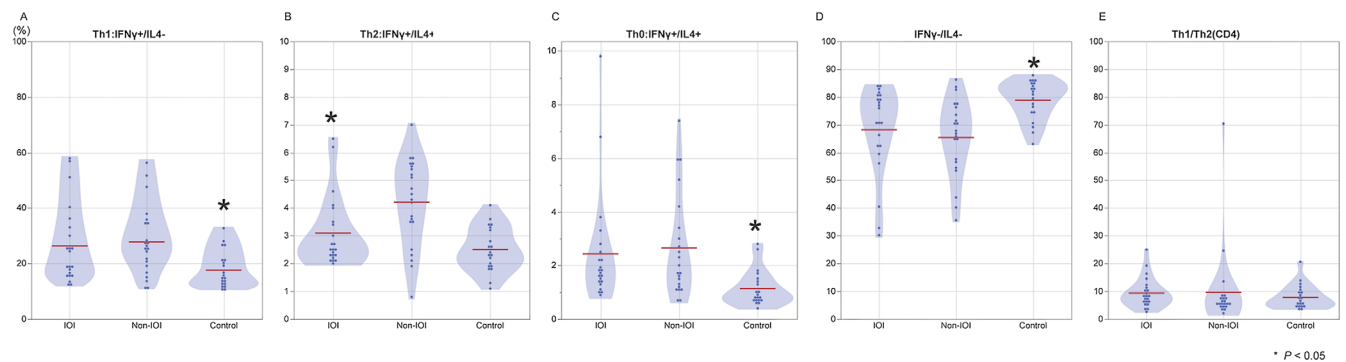 A B C D E
(%)
Th1:IFNγ+/IL4- Th2:IFNγ+/IL4+ Th0:IFNγ+/IL4+ IFNγ-/IL4- Th1/Th2(CD4)
100 10 10 100 100
9 90 90
80 8 8 80 80
7 70 70
* * * *
60 6 6 60 60
5 50 50
40 4 4 40 40
3 30 30
20 2 2 20 20
1 10 10
0 0 0 0 0
IOI Non-IOI Control IOI Non-IOI Control IOI Non-IOI Control IOI Non-IOI Control IOI Non-IOI Control
* P < 0.05